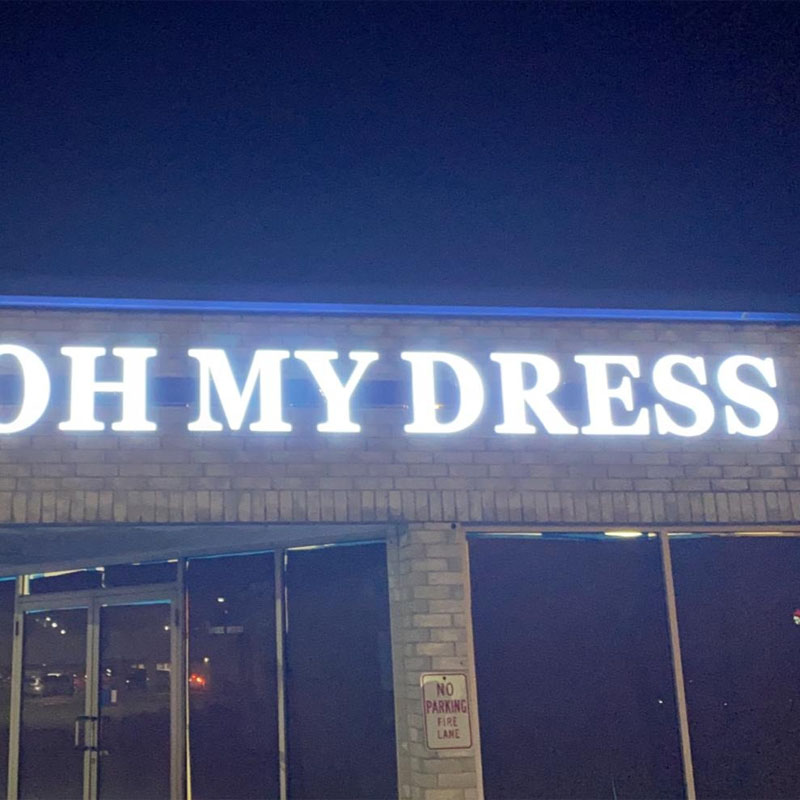 OH MY DRESS
NO
PARKING
FIRE
LANE